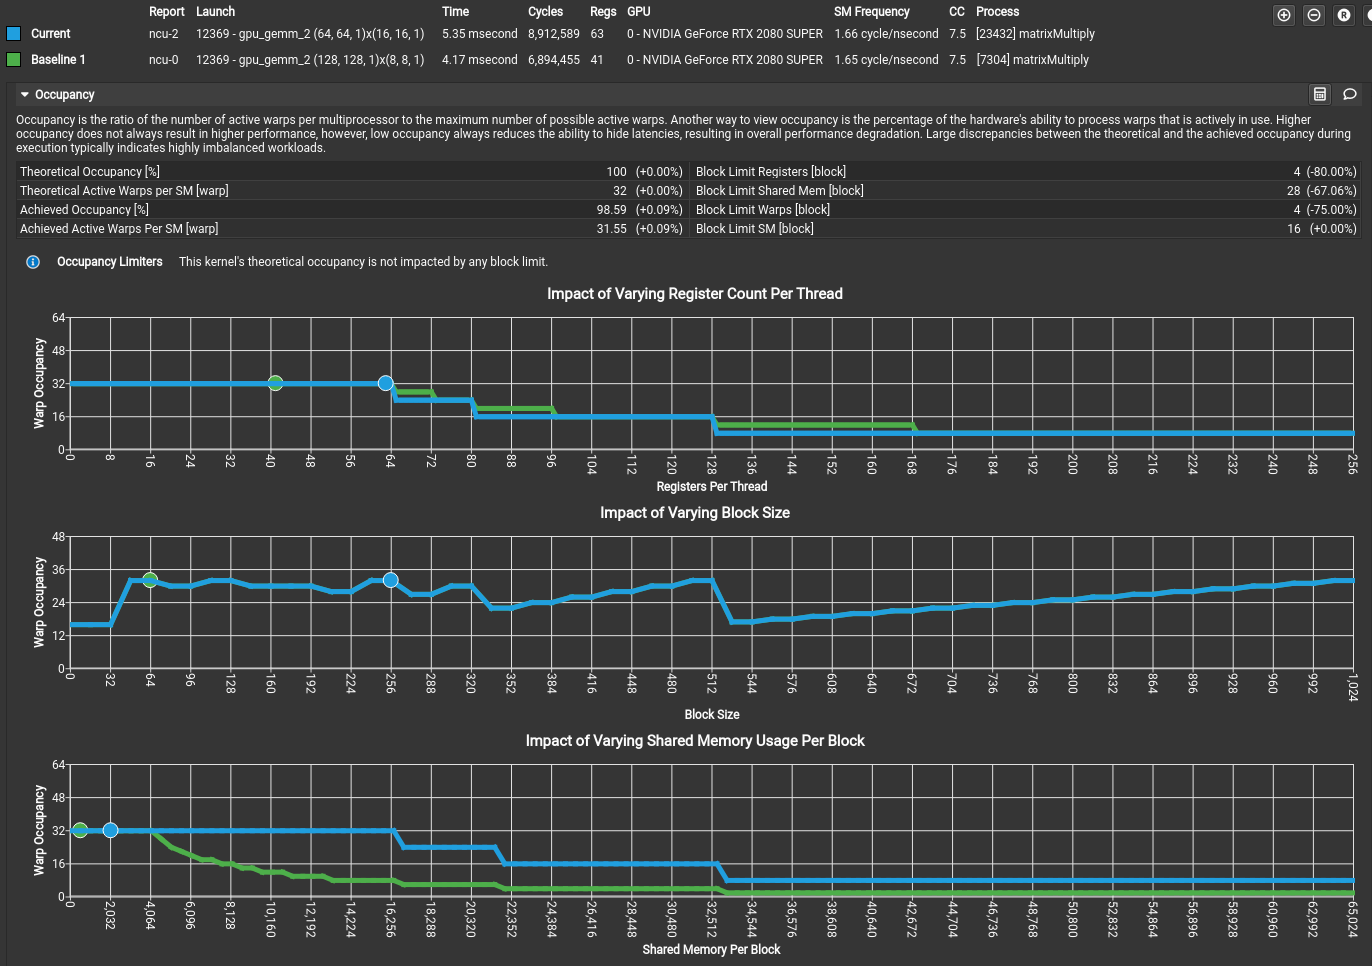 Report Launch Time Cycles Regs GPU SM Frequency CC Process
Current ncu-2 12369 - gpu_gemm_2 (64, 64, 1)x(16, 16, 1) 5.35 msecond 8,912,589 63 0 - NVIDIA GeForce RTX 2080 SUPER 1.66 cycle/nsecond 7.5 [23432] matrixMultiply
Baseline 1 ncu-0 12369 - gpu_gemm_2 (128, 128, 1)x(8, 8, 1) 4.17 msecond 6,894,455 41 0 - NVIDIA GeForce RTX 2080 SUPER 1.65 cycle/nsecond 7.5 [7304] matrixMultiply
R
Occupancy
Occupancy is the ratio of the number of active warps per multiprocessor to the maximum number of possible active warps. Another way to view occupancy is the percentage of the hardware's ability to process warps that is actively in use. Higher
occupancy does not always result in higher performance, however, low occupancy always reduces the ability to hide latencies, resulting in overall performance degradation. Large discrepancies between the theoretical and the achieved occupancy during
execution typically indicates highly imbalanced workloads.
Theoretical Occupancy [%] 100 (+0.00%) Block Limit Registers [block] 4 (-80.00%)
Theoretical Active Warps per SM [warp] 32 (+0.00%) Block Limit Shared Mem [block] 28 (-67.06%)
Achieved Occupancy [%] 98.59 (+0.09%) Block Limit Warps [block] 4 (-75.00%)
Achieved Active Warps Per SM [warp] 31.55 (+0.09%) Block Limit SM [block] 16 (+0.00%)
Occupancy Limiters This kernel's theoretical occupancy is not impacted by any block limit.
Impact of Varying Register Count Per Thread
Warp Occupancy
64
48
32
16
0
0 8 16 24 32 40 48 56 64 72 80 88 96 104 112 120 128 136 144 152 160 168 176 184 192 200 208 216 224 232 240 248 256
Registers Per Thread
Impact of Varying Block Size
Warp Occupancy
48
36
24
12
0
0 32 64 96 128 160 192 224 256 288 320 352 384 416 448 480 512 544 576 608 640 672 704 736 768 800 832 864 896 928 960 992 1,024
Block Size
Impact of Varying Shared Memory Usage Per Block
Warp Occupancy
64
48
32
16
0
0 2,032 4,064 6,096 8,128 10,160 12,192 14,224 16,256 18,288 20,320 22,352 24,384 26,416 28,448 30,480 32,512 34,544 36,576 38,608 40,640 42,672 44,704 46,736 48,768 50,800 52,832 54,864 56,896 58,928 60,960 62,992 65,024
Shared Memory Per Block